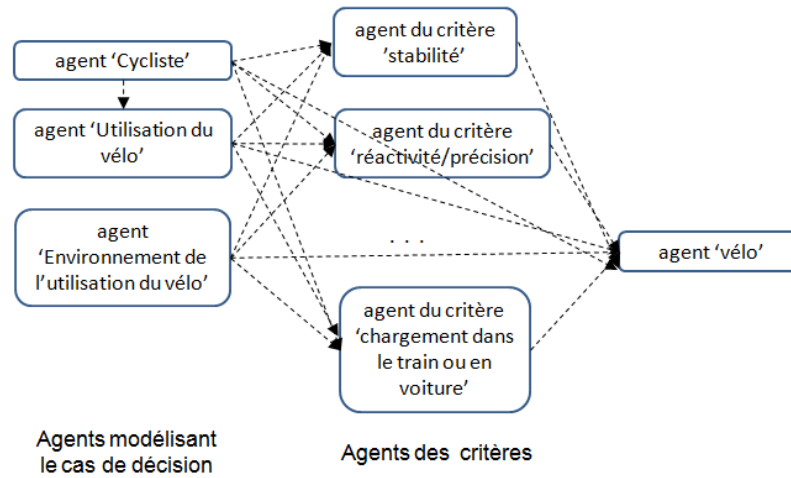 agent 'Cycliste'
agent 'Utilisation du
vélo'
agent
'Environnement de
l'utilisation du vélo'
Agents modélisant
le cas de décision
agent du critère
'stabilité'
agent du critère
'réactivité/précision'
. . .
agent du critère
'chargement dans
le train ou en
voiture'
Agents des critères
agent 'vélo'